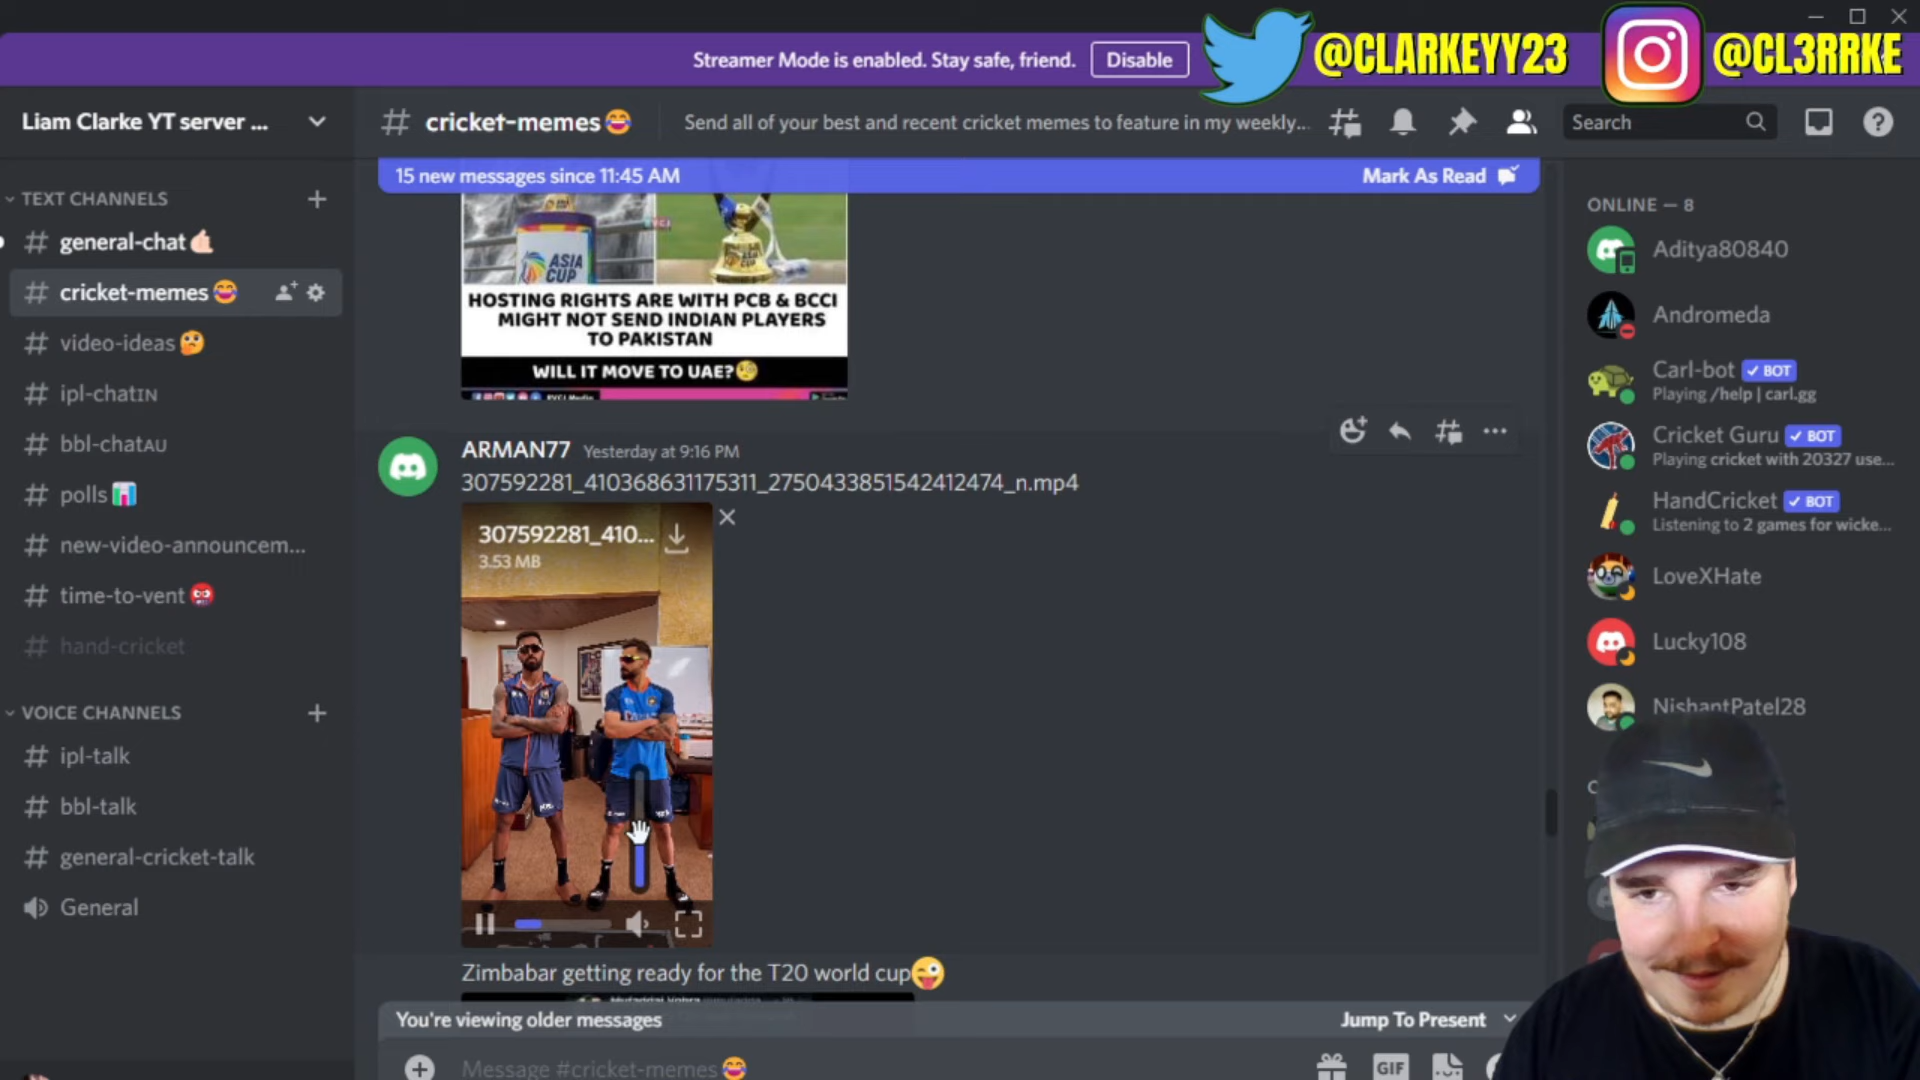 Streamer Mode is enabled. Stay safe, friend.
Disable
@CLARKEYY23
@CL3RRKE
Liam Clarke YT server ...
cricket-memes😂
Send all of your best and recent cricket memes to feature in my weekly...
Search
15 new messages since 11:45 AM
Mark As Read
TEXT CHANNELS
general-chat🤙🏻
cricket-memes😂
video-ideas🤔
ipl-chatIN
bbl-chatAU
polls📊
new-video-announcem...
time-to-vent👹
hand-cricket
VOICE CHANNELS
ipl-talk
bbl-talk
general-cricket-talk
General
ASIA
CUP
HOSTING RIGHTS ARE WITH PCB & BCCI
MIGHT NOT SEND INDIAN PLAYERS
TO PAKISTAN
WILL IT MOVE TO UAE?🧐
ARMAN77 Yesterday at 9:16 PM
307592281_410368631175311_2750433851542412474_n.mp4
307592281_410...
3.53 MB
Zimbabar getting ready for the T20 world cup😜
You're viewing older messages
Jump To Present
Message #cricket-memes😂
GIF
ONLINE — 8
Aditya80840
Andromeda
Carl-bot ✓ BOT
Playing /help | carl.gg
Cricket Guru ✓ BOT
Playing cricket with 20327 use...
HandCricket ✓ BOT
Listening to 2 games for wicke...
LoveXHate
Lucky108
NishantPatel28